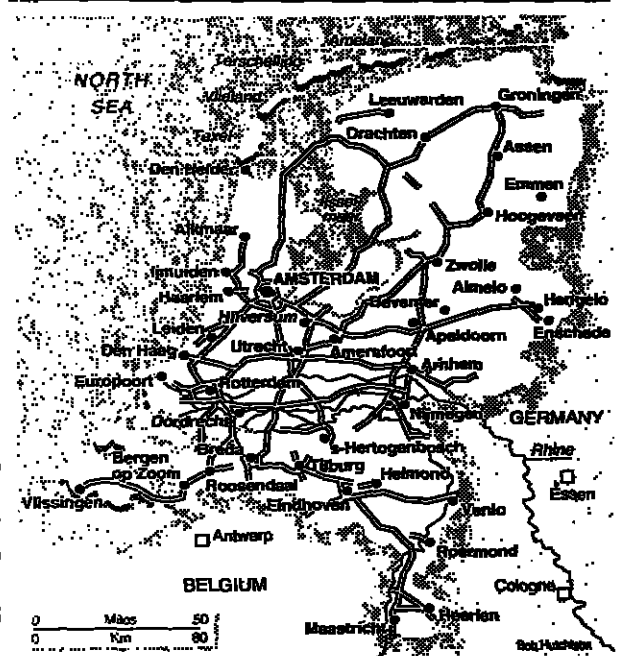 NORTH
SEA
Ameland
Terschelling
Vlieland
Texel
Leeuwarden
Groningen
Drachten
Assen
Den Helder
Emmen
Hoogeveen
Alkmaar
Ijmuiden
AMSTERDAM
Zwolle
Haarlem
Almelo
Hilversum
Deventer
Hengelo
Leiden
Enschede
Den Haag
Utrecht
Amersfoort
Apeldoorn
Arnhem
Europoort
Rotterdam
Dordrecht
Nijmegen
GERMANY
's-Hertogenbosch
Rhine
Breda
Bergen
op Zoom
Tilburg
Helmond
Essen
Roosendaal
Vlissingen
Eindhoven
Venlo
Antwerp
Roermond
BELGIUM
Cologne
Heerlen
Maastricht
0 Miles 50
0 Km 80